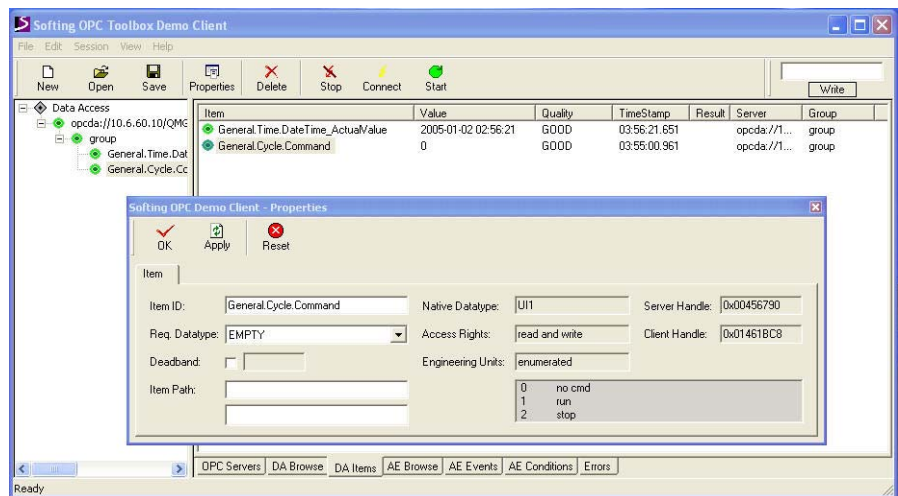 Softing OPC Toolbox Demo Client
File Edit Session View Help
New Open Save Properties Delete Stop Connect Start Write
Data Access
opcda://10.6.60.10/QMG
group
General.Time.Dat
General.Cycle.Cc
Item Value Quality TimeStamp Result Server Group
General.Time.DateTime_ActualValue 2005-01-02 02:56:21 GOOD 03:56:21.651 opcda://1... group
General.Cycle.Command 0 GOOD 03:55:00.961 opcda://1... group
Softing OPC Demo Client - Properties
OK Apply Reset
Item
Item ID: General.Cycle.Command Native Datatype: UI1 Server Handle: 0x00456790
Req. Datatype: EMPTY Access Rights: read and write Client Handle: 0x01461BC8
Deadband: Engineering Units: enumerated
Item Path:
0 no cmd
1 run
2 stop
OPC Servers DA Browse DA Items AE Browse AE Events AE Conditions Errors
Ready